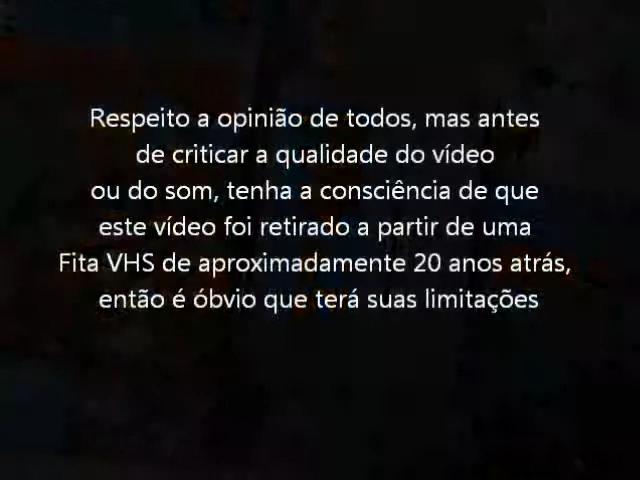 Respeito a opinião de todos, mas antes
de criticar a qualidade do vídeo
ou do som, tenha a consciência de que
este vídeo foi retirado a partir de uma
Fita VHS de aproximadamente 20 anos atrás,
então é óbvio que terá suas limitações